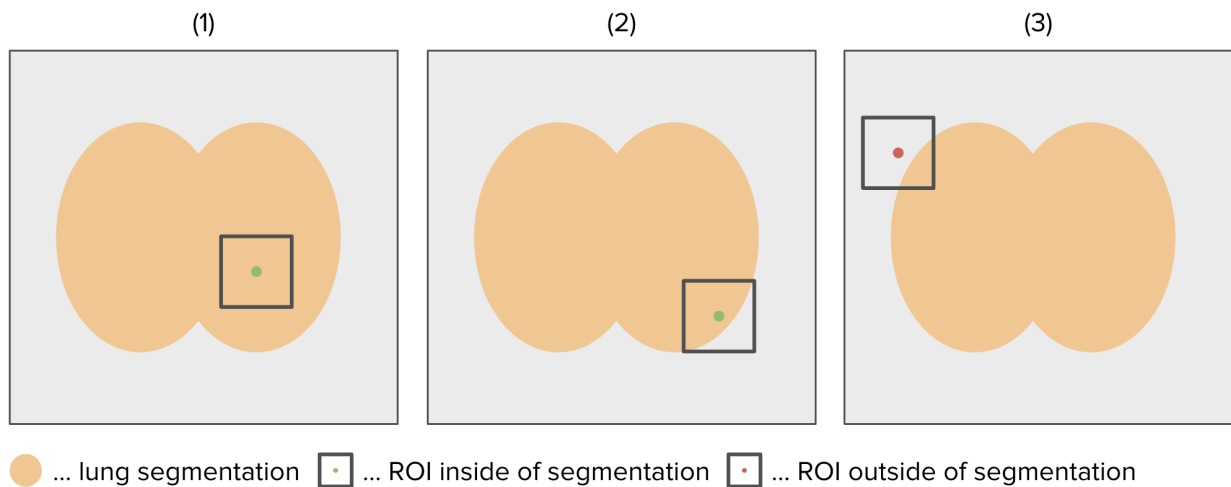 (1) (2) (3)
... lung segmentation ... ROI inside of segmentation ... ROI outside of segmentation